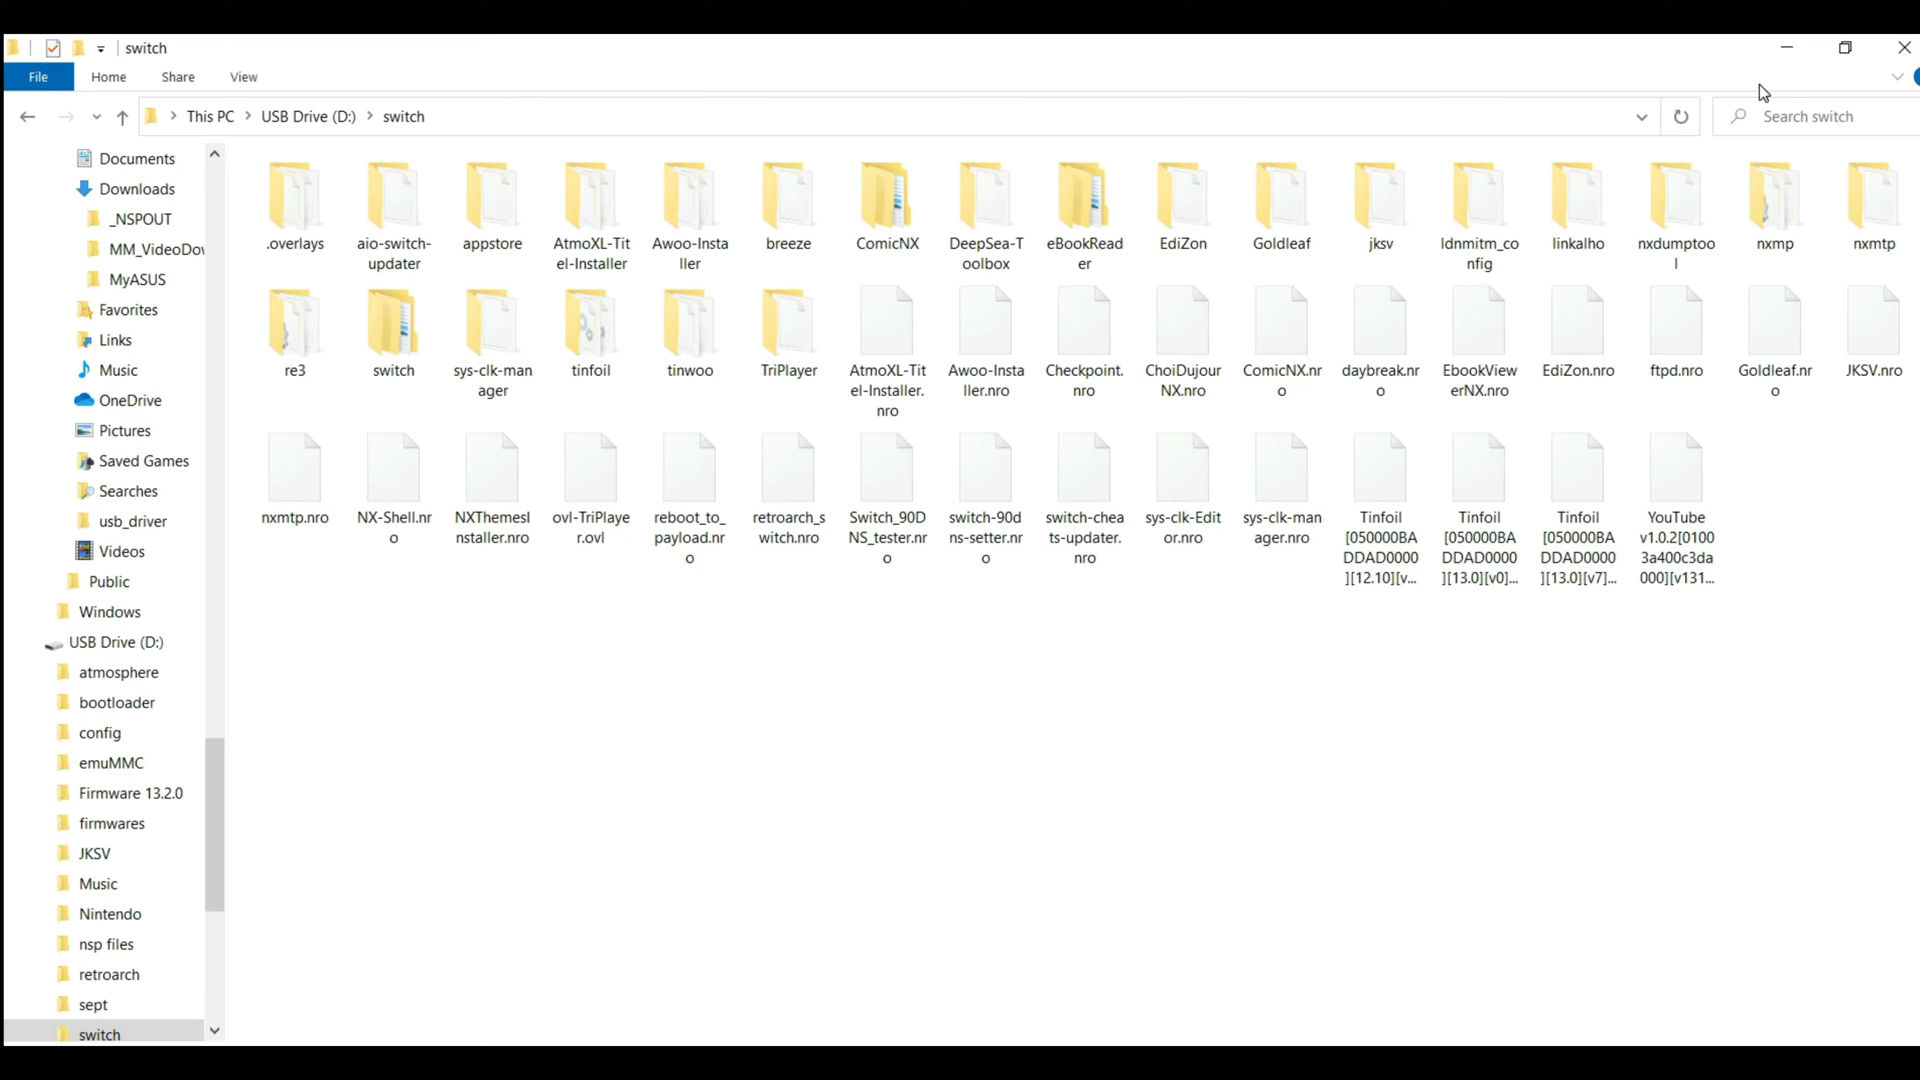 switch
File Home Share View
This PC > USB Drive (D:) > switch
Search switch
Documents
Downloads
_NSPOUT
MM_VideoDov
MyASUS
Favorites
Links
Music
OneDrive
Pictures
Saved Games
Searches
usb_driver
Videos
Public
Windows
USB Drive (D:)
atmosphere
bootloader
config
emuMMC
Firmware 13.2.0
firmwares
JKSV
Music
Nintendo
nsp files
retroarch
sept
switch
.overlays
aio-switch-
updater
appstore
AtmoXL-Tit
el-Installer
Awoo-Insta
ller
breeze
ComicNX
DeepSea-T
oolbox
eBookRead
er
EdiZon
Goldleaf
jksv
ldnmitm_co
nfig
linkalho
nxdumptoo
l
nxmp
nxmtp
re3
switch
sys-clk-man
ager
tinfoil
tinwoo
TriPlayer
AtmoXL-Tit
el-Installer.
nro
Awoo-Insta
ller.nro
Checkpoint.
nro
ChoiDujour
NX.nro
ComicNX.nr
o
daybreak.nr
o
EbookView
erNX.nro
EdiZon.nro
ftpd.nro
Goldleaf.nr
o
JKSV.nro
nxmtp.nro
NX-Shell.nr
o
NXThemesI
nstaller.nro
ovl-TriPlaye
r.ovl
reboot_to_
payload.nr
o
retroarch_s
witch.nro
Switch_90D
NS_tester.nr
o
switch-90d
ns-setter.nr
o
switch-chea
ts-updater.
nro
sys-clk-Edit
or.nro
sys-clk-man
ager.nro
Tinfoil
[050000BA
DDAD0000
][12.10][v...
Tinfoil
[050000BA
DDAD0000
][13.0][v0]...
Tinfoil
[050000BA
DDAD0000
][13.0][v7]...
YouTube
v1.0.2[0100
3a400c3da
000][v131...